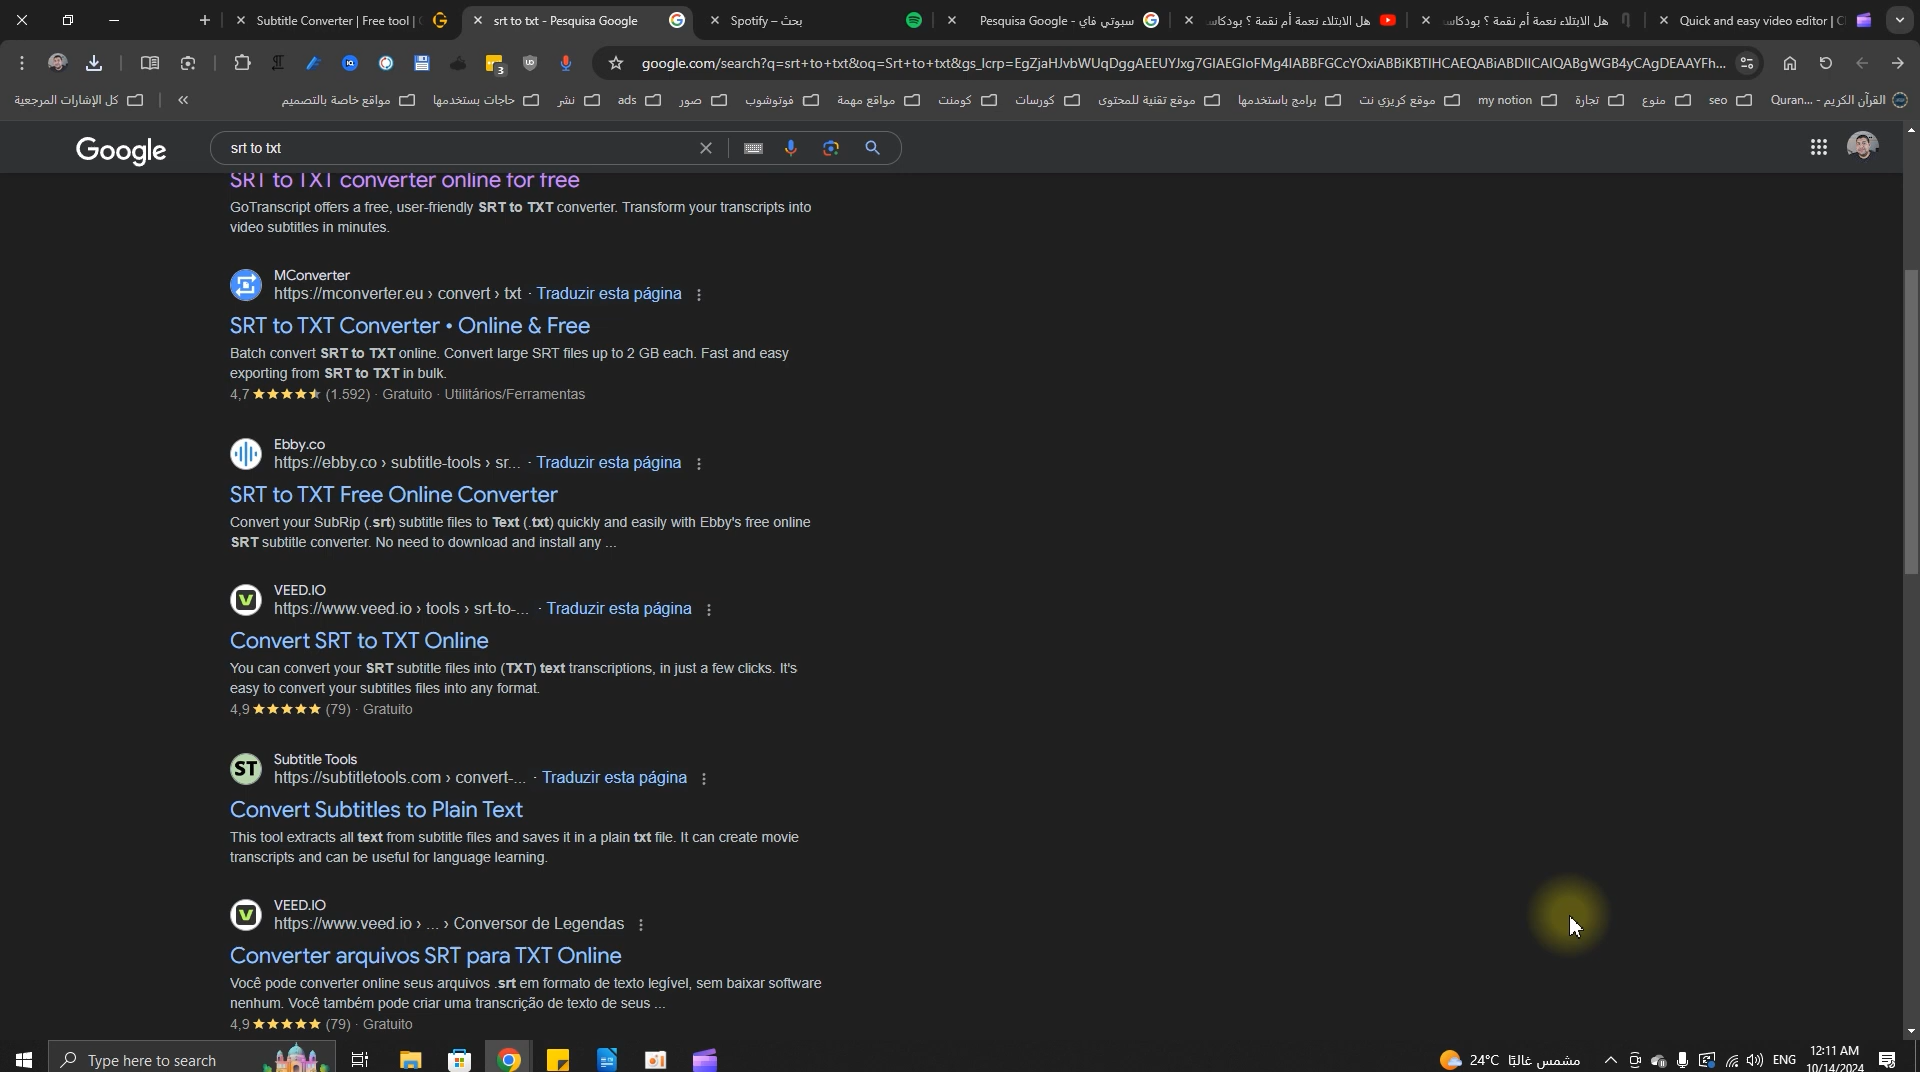 Subtitle Converter | Free tool |
srt to txt - Pesquisa Google
Spotify – بحث
سبوتي فاي - Pesquisa Google
هل الابتلاء نعمة أم نقمة ؟ بودكاس
هل الابتلاء نعمة أم نقمة ؟ بودكاس
Quick and easy video editor | C
3
google.com/search?q=srt+to+txt&oq=Srt+to+txt&gs_lcrp=EgZjaHJvbWUqDggAEEUYJxg7GIAEGIoFMg4IABBFGCcYOxiABBiKBTIHCAEQABiABDIICAIQABgWGB4yCAgDEAAYFh...
كل الإشارات المرجعية
«
مواقع خاصة بالتصميم
حاجات بستخدمها
نشر
ads
صور
فوتوشوب
مواقع مهمة
كومنت
كورسات
موقع تقنية للمحتوى
برامج باستخدمها
موقع كريزي نت
my notion
تجارة
منوع
seo
القرآن الكريم - Quran...
Google
srt to txt
SRT to TXT converter online for free
GoTranscript offers a free, user-friendly SRT to TXT converter. Transform your transcripts into
video subtitles in minutes.
MConverter
https://mconverter.eu › convert › txt · Traduzir esta página
SRT to TXT Converter • Online & Free
Batch convert SRT to TXT online. Convert large SRT files up to 2 GB each. Fast and easy
exporting from SRT to TXT in bulk.
4,7 ★★★★★ (1.592) · Gratuito · Utilitários/Ferramentas
Ebby.co
https://ebby.co › subtitle-tools › sr... · Traduzir esta página
SRT to TXT Free Online Converter
Convert your SubRip (.srt) subtitle files to Text (.txt) quickly and easily with Ebby's free online
SRT subtitle converter. No need to download and install any ...
VEED.IO
https://www.veed.io › tools › srt-to-... · Traduzir esta página
Convert SRT to TXT Online
You can convert your SRT subtitle files into (TXT) text transcriptions, in just a few clicks. It's
easy to convert your subtitles files into any format.
4,9 ★★★★★ (79) · Gratuito
ST
Subtitle Tools
https://subtitletools.com › convert-... · Traduzir esta página
Convert Subtitles to Plain Text
This tool extracts all text from subtitle files and saves it in a plain txt file. It can create movie
transcripts and can be useful for language learning.
VEED.IO
https://www.veed.io › ... › Conversor de Legendas
Converter arquivos SRT para TXT Online
Você pode converter online seus arquivos .srt em formato de texto legível, sem baixar software
nenhum. Você também pode criar uma transcrição de texto de seus ...
4,9 ★★★★★ (79) · Gratuito
Type here to search
24°C مشمس غالبًا
ENG
12:11 AM
10/14/2024